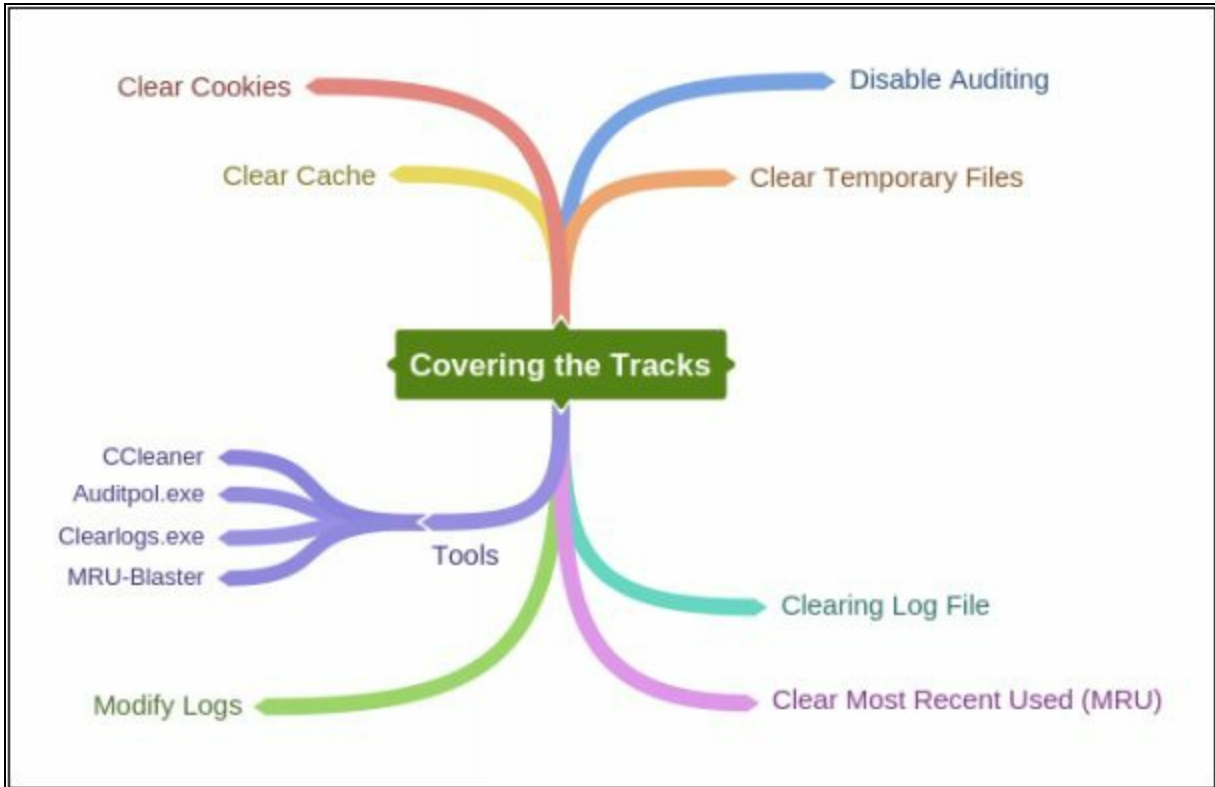 Clear Cookies
Disable Auditing
Clear Cache
Clear Temporary Files
Covering the Tracks
CCleaner
Auditpol.exe
Clearlogs.exe
MRU-Blaster
Tools
Clearing Log File
Modify Logs
Clear Most Recent Used (MRU)